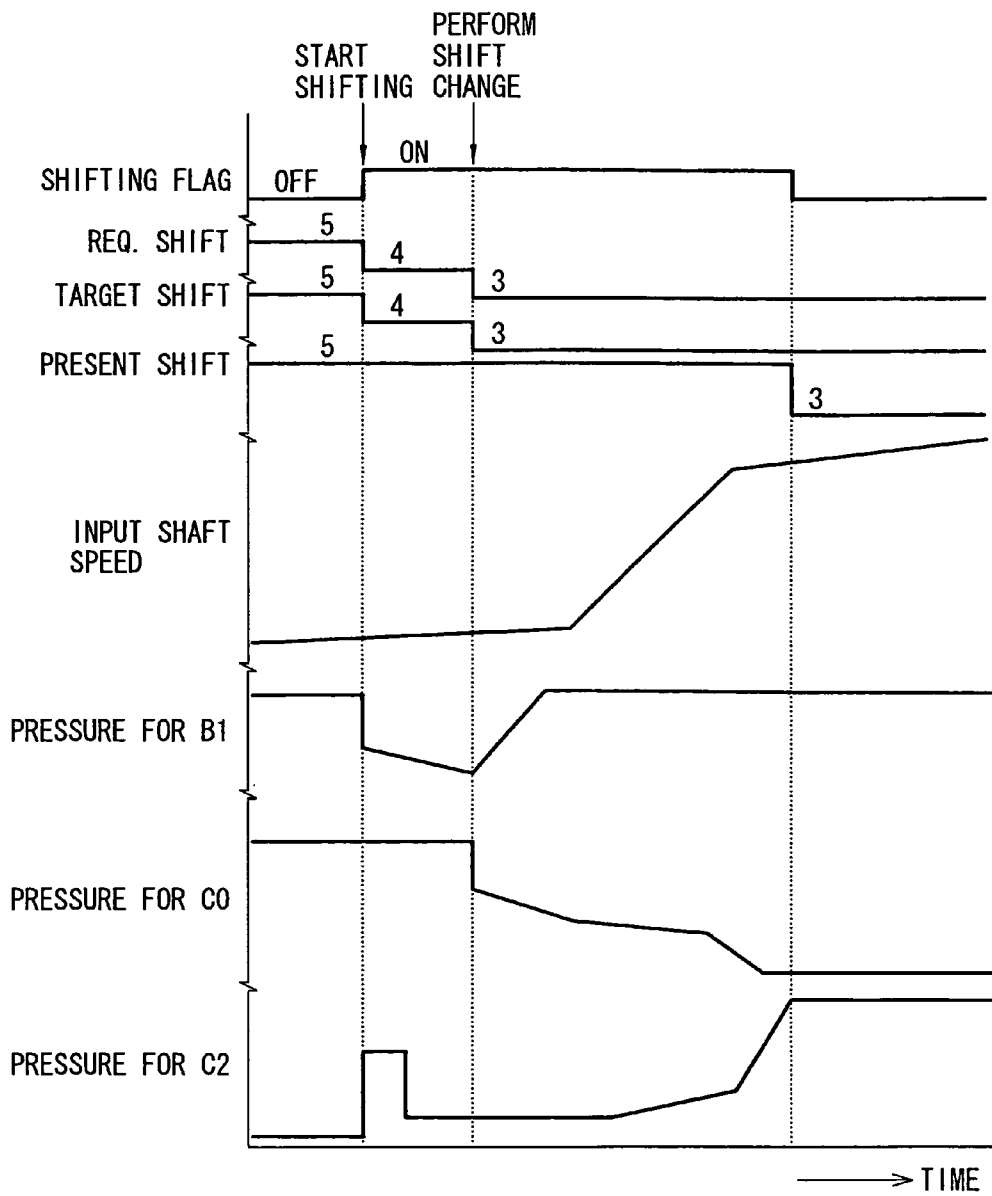 START
SHIFTING
PERFORM
SHIFT
CHANGE
SHIFTING FLAG
OFF
ON
REQ. SHIFT
5
4
3
TARGET SHIFT
5
4
3
PRESENT SHIFT
5
3
INPUT SHAFT
SPEED
PRESSURE FOR B1
PRESSURE FOR C0
PRESSURE FOR C2
TIME